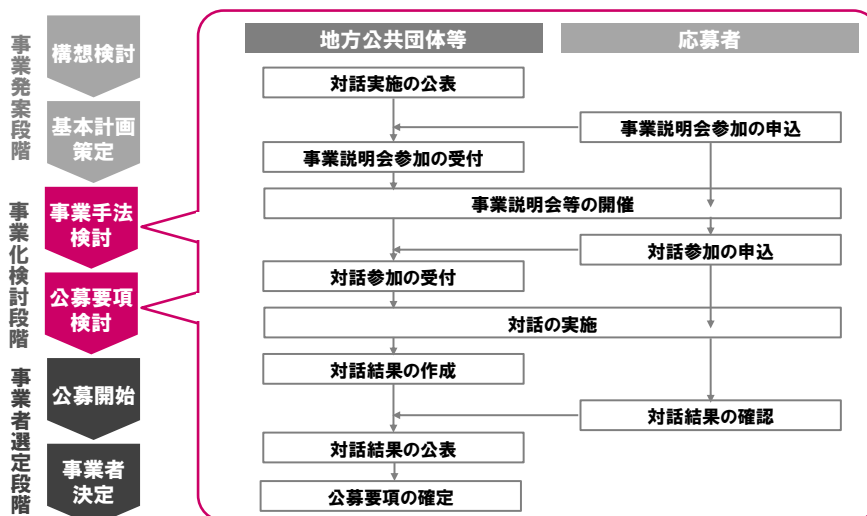 事業発案段階
構想検討
基本計画
策定
事業化検討段階
事業手法
検討
公募要項
検討
事業者選定段階
公募開始
事業者
決定
地方公共団体等
応募者
対話実施の公表
事業説明会参加の申込
事業説明会参加の受付
事業説明会等の開催
対話参加の申込
対話参加の受付
対話の実施
対話結果の作成
対話結果の確認
対話結果の公表
公募要項の確定